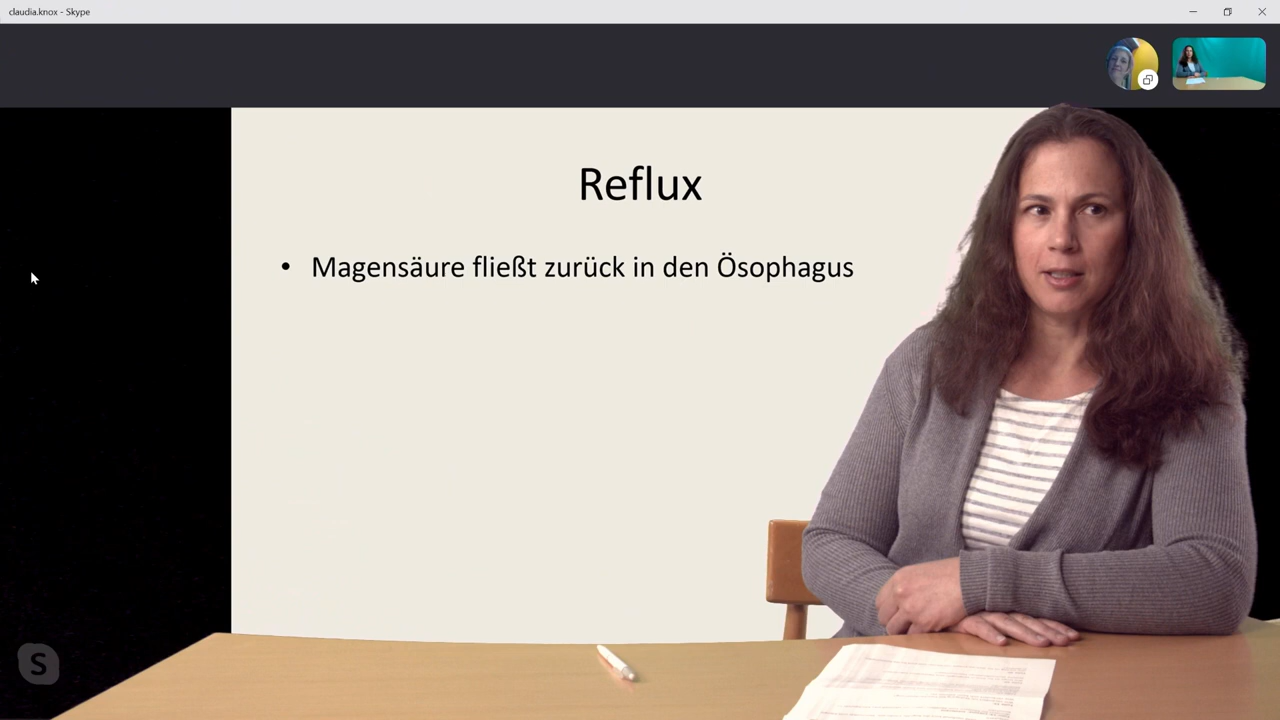 claudia.knox - Skype
Reflux
• Magensäure fließt zurück in den Ösophagus
S